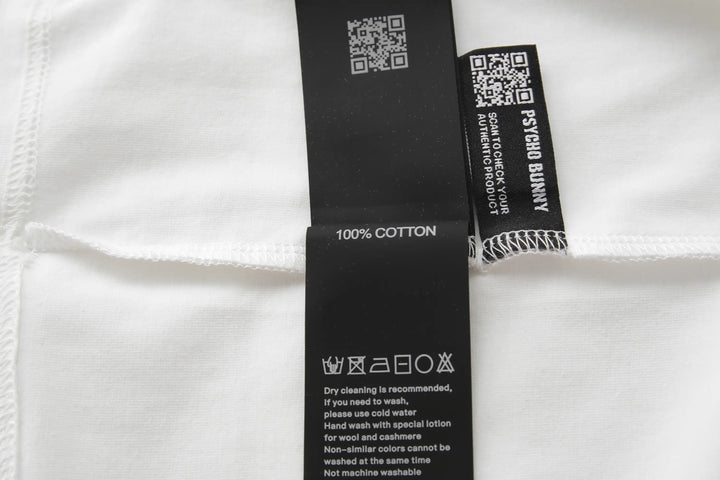 PSYCHO BUNNY
SCAN TO CHECK YOUR
AUTHENTIC PRODUCT
100% COTTON
Dry cleaning is recommended,
if you need to wash,
please use cold water
Hand wash with special lotion
for wool and cashmere
Non-similar colors cannot be
washed at the same time
Not machine washable